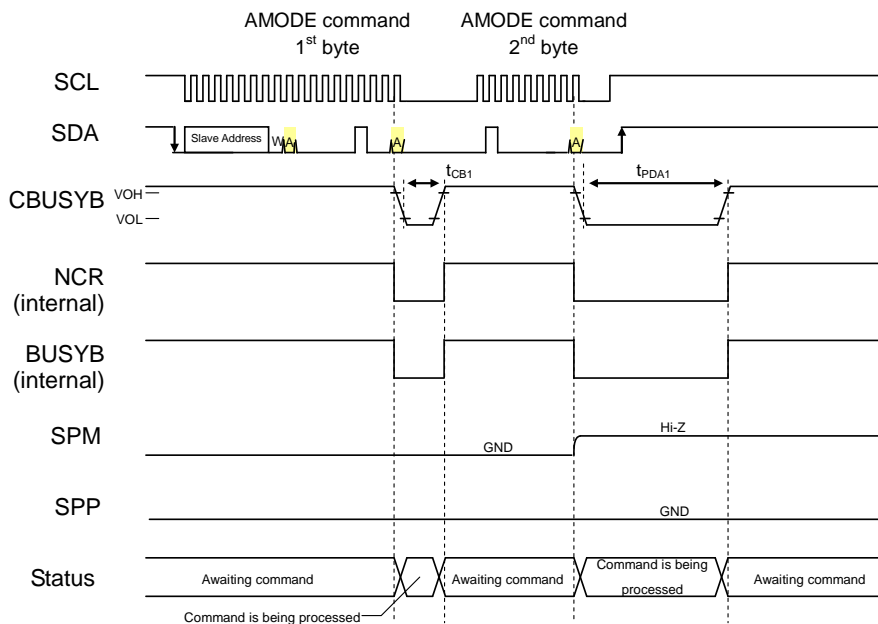 AMODE command
1st byte
AMODE command
2nd byte
SCL
SDA
Slave Address
W
A
A
A
tCB1
tPDA1
CBUSYB
VOH
VOL
NCR
(internal)
BUSYB
(internal)
SPM
GND
Hi-Z
SPP
GND
Status
Awaiting command
Awaiting command
Command is being
processed
Awaiting command
Command is being processed